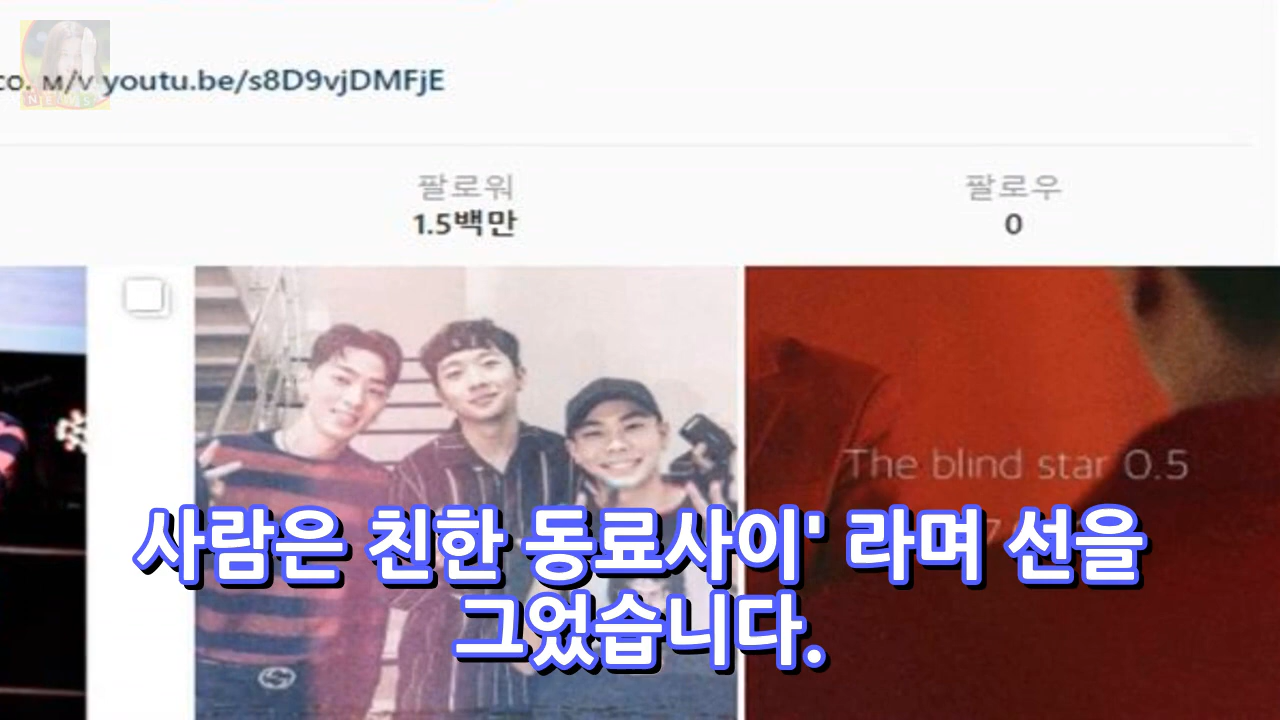 co. м/v youtu.be/s8D9vjDMFjE
NEWS
팔로워
팔로우
1.5백만
0
The blind star 0.5
사람은 친한 동료사이' 라며 선을
그었습니다.